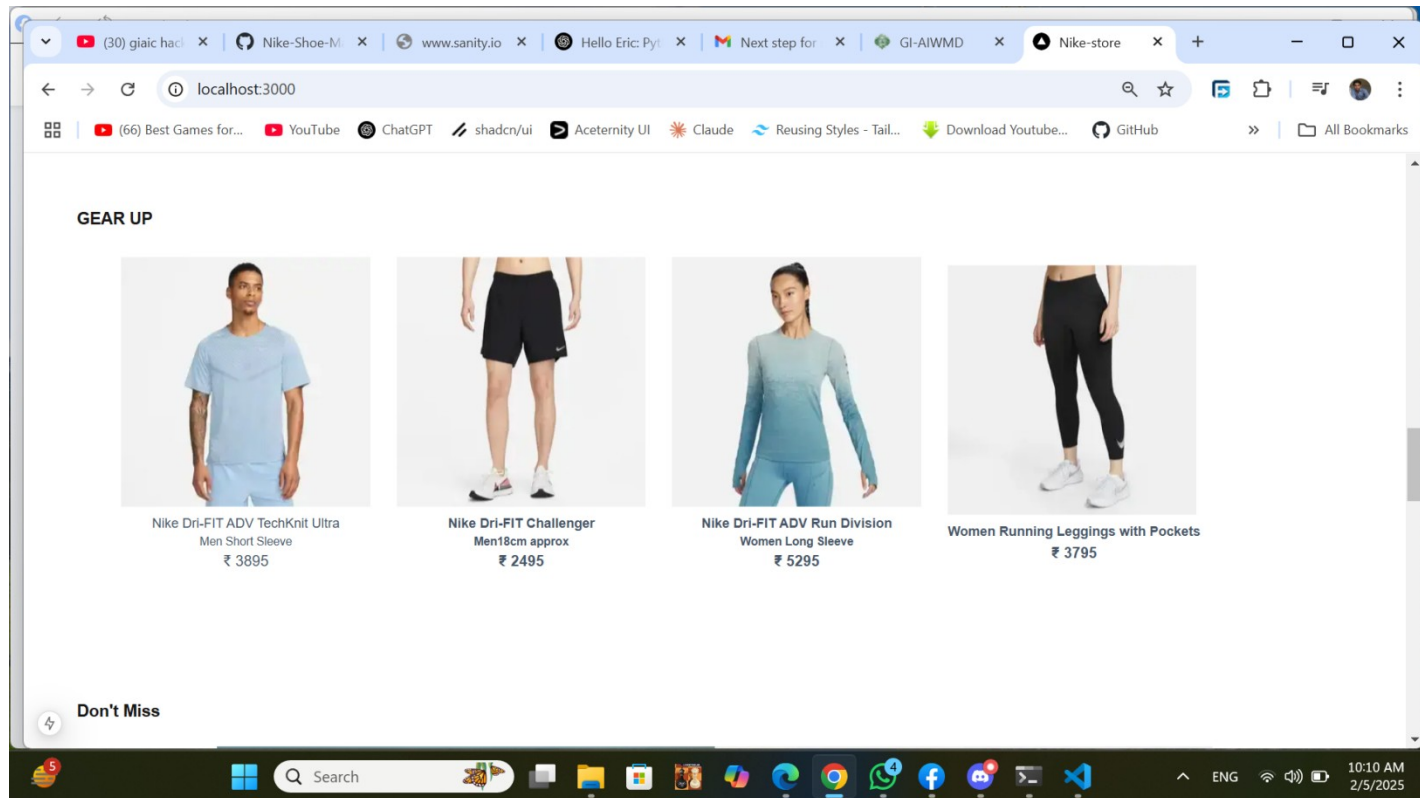 (30) giaic hac
Nike-Shoe-M
www.sanity.io
Hello Eric: Pyt
Next step for
GI-AIWMD
Nike-store
localhost:3000
(66) Best Games for...
YouTube
ChatGPT
shadcn/ui
Aceternity UI
Claude
Reusing Styles - Tail...
Download Youtube...
GitHub
All Bookmarks
GEAR UP
Nike Dri-FIT ADV TechKnit Ultra
Men Short Sleeve
₹ 3895
Nike Dri-FIT Challenger
Men18cm approx
₹ 2495
Nike Dri-FIT ADV Run Division
Women Long Sleeve
₹ 5295
Women Running Leggings with Pockets
₹ 3795
Don't Miss
5
Search
4
ENG
10:10 AM
2/5/2025